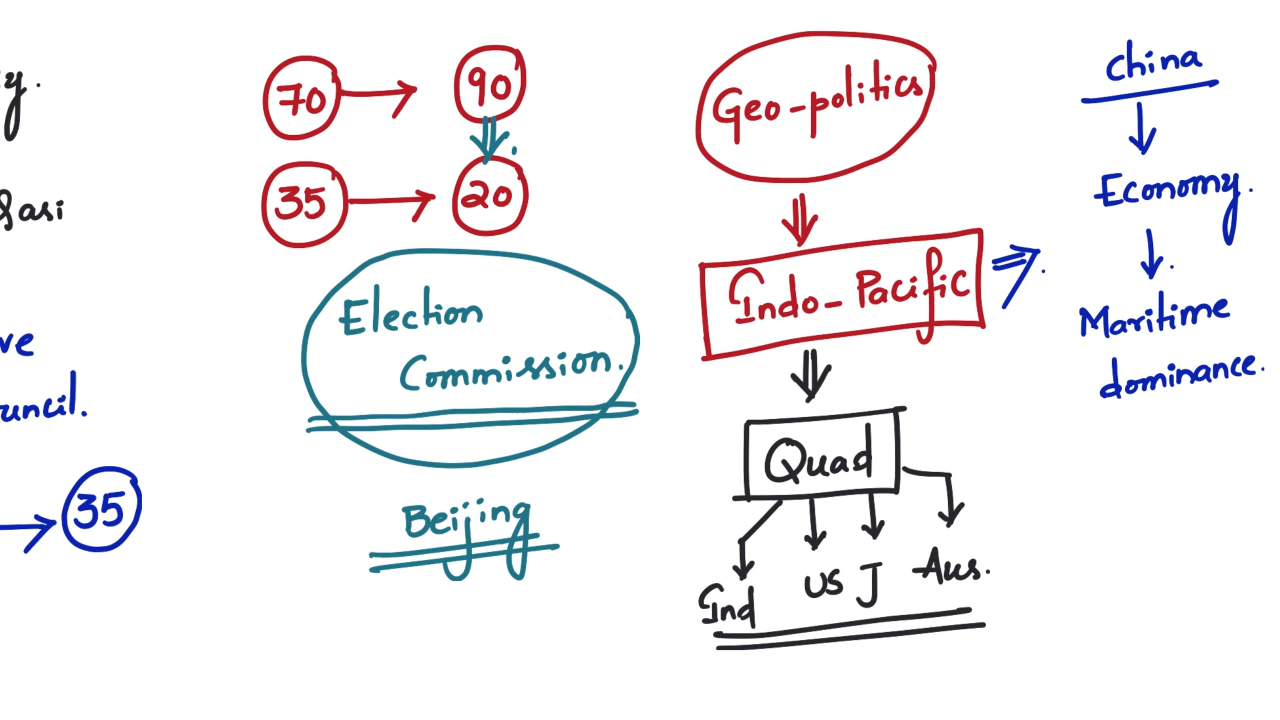 y.
asi
ve
uncil.
35
70 90
35 20
Election
Commission.
Beijing
Geo-politics
Indo-Pacific
Quad
Ind US J Aus.
China
Economy.
Maritime
dominance.